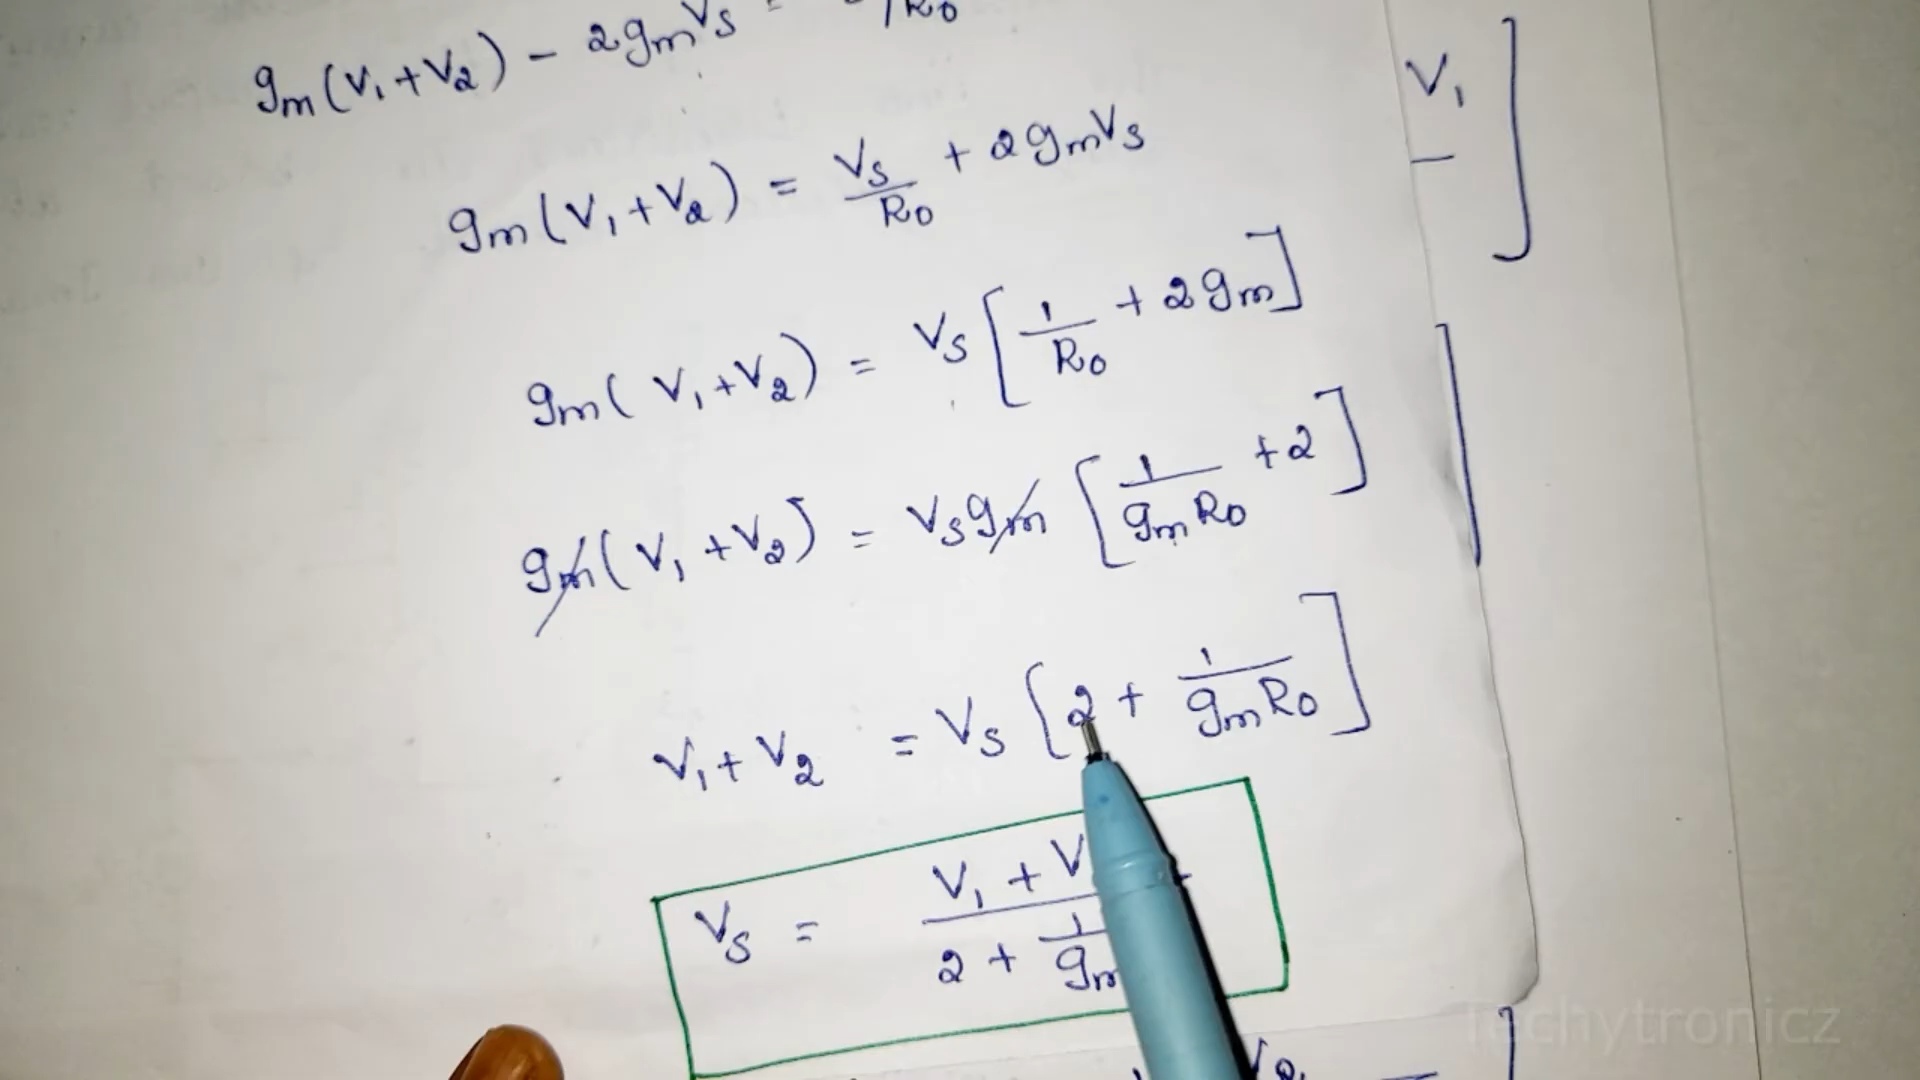 gm(V1+V2) - 2gmVs = /Ro
gm(V1+V2) = Vs/Ro + 2gmVs
gm(V1+V2) = Vs[1/Ro + 2gm]
gm(V1+V2) = Vsgm[1/gmRo + 2]
V1+V2 = Vs[2 + 1/gmRo]
Vs = V1 + V / 2 + 1/gm
V1
-
Techytronicz